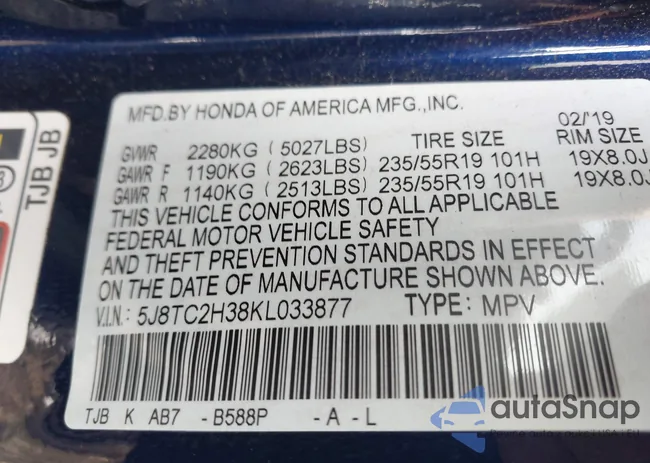 MFD.BY HONDA OF AMERICA MFG.,INC.
02/'19
GVWR 2280KG (5027LBS) TIRE SIZE RIM SIZE
GAWR F 1190KG (2623LBS) 235/55R19 101H 19X8.0J
GAWR R 1140KG (2513LBS) 235/55R19 101H 19X8.0J
THIS VEHICLE CONFORMS TO ALL APPLICABLE
FEDERAL MOTOR VEHICLE SAFETY
AND THEFT PREVENTION STANDARDS IN EFFECT
ON THE DATE OF MANUFACTURE SHOWN ABOVE.
V.I.N.: 5J8TC2H38KL033877 TYPE: MPV
TJB K AB7 -B588P -A -L
TJB JB
autoSnap